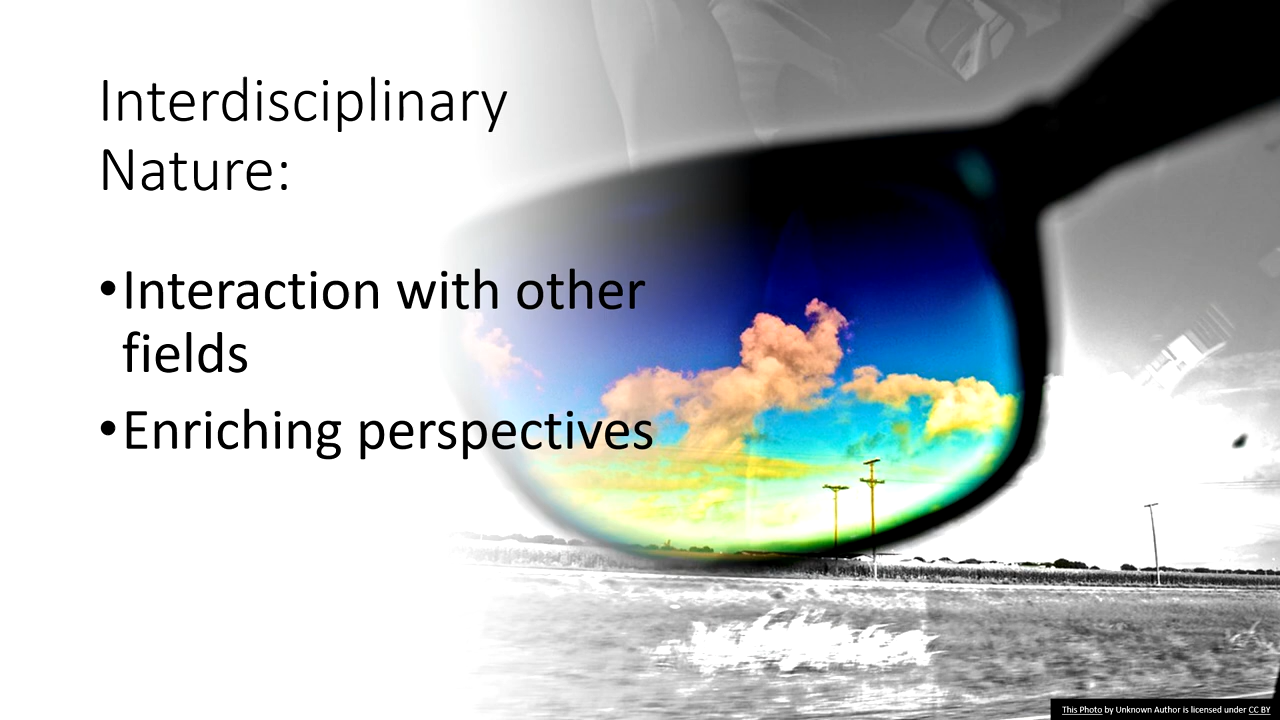 Interdisciplinary
Nature:
•Interaction with other
fields
•Enriching perspectives
This Photo by Unknown Author is licensed under CC BY